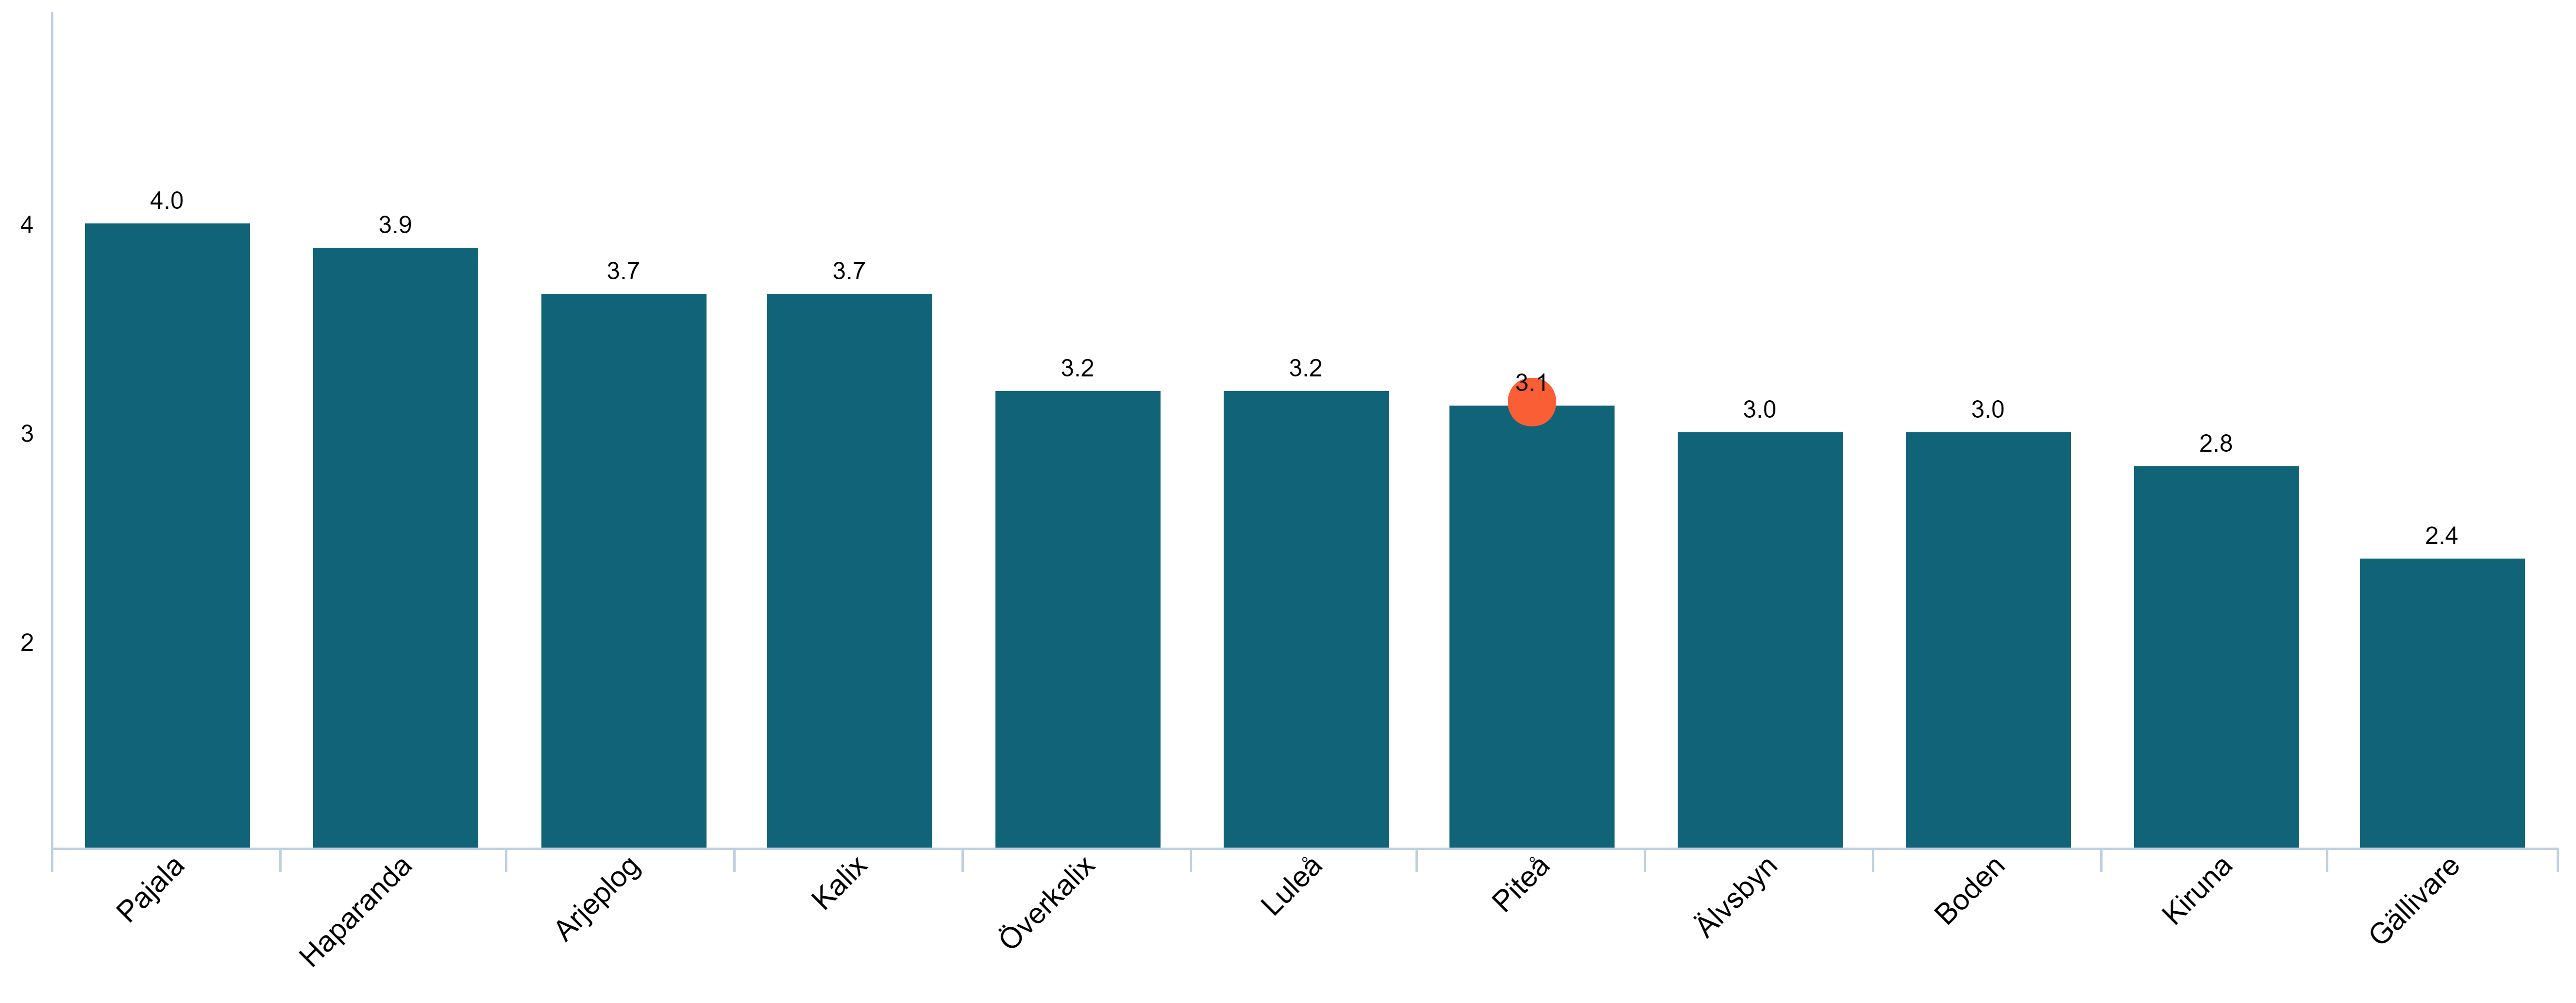 4.0
3.9
3.7
3.7
3.2
3.2
3.1
3.0
3.0
2.8
2.4
4
3
2
Pajala
Haparanda
Arjeplog
Kalix
Överkalix
Luleå
Piteå
Älvsbyn
Boden
Kiruna
Gällivare